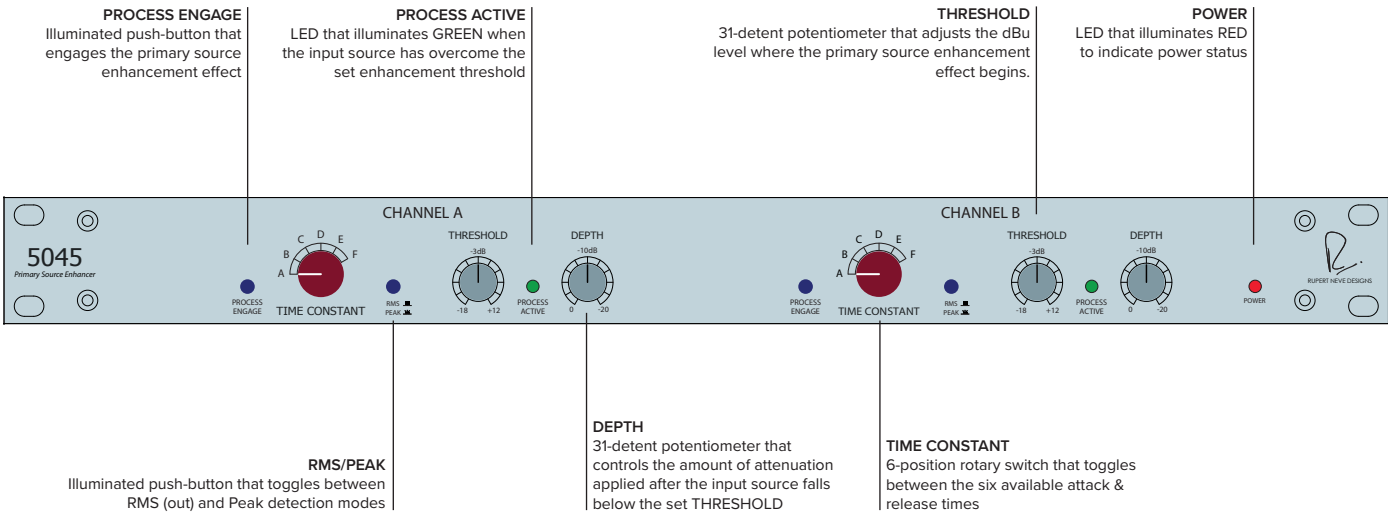 PROCESS ENGAGE
Illuminated push-button that
engages the primary source
enhancement effect
PROCESS ACTIVE
LED that illuminates GREEN when
the input source has overcome the
set enhancement threshold
THRESHOLD
31-detent potentiometer that adjusts the dBu
level where the primary source enhancement
effect begins.
POWER
LED that illuminates RED
to indicate power status
5045
Primary Source Enhancer
CHANNEL A
PROCESS
ENGAGE
A
B
C
D
E
F
TIME CONSTANT
RMS
PEAK
THRESHOLD
-3dB
-18
+12
PROCESS
ACTIVE
DEPTH
-10dB
0
-20
CHANNEL B
PROCESS
ENGAGE
A
B
C
D
E
F
TIME CONSTANT
RMS
PEAK
THRESHOLD
-3dB
-18
+12
PROCESS
ACTIVE
DEPTH
-10dB
0
-20
POWER
R.
RUPERT NEVE DESIGNS
RMS/PEAK
Illuminated push-button that toggles between
RMS (out) and Peak detection modes
DEPTH
31-detent potentiometer that
controls the amount of attenuation
applied after the input source falls
below the set THRESHOLD
TIME CONSTANT
6-position rotary switch that toggles
between the six available attack &
release times